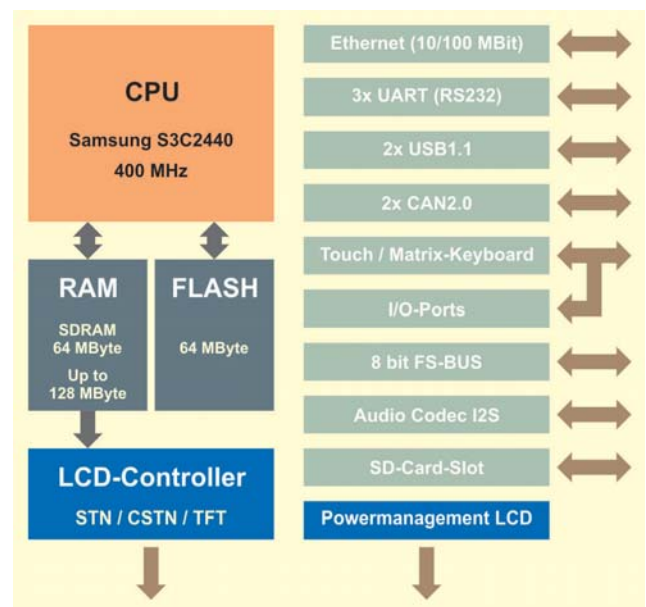 CPU
Samsung S3C2440
400 MHz
RAM
SDRAM
64 MByte
Up to
128 MByte
FLASH
64 MByte
LCD-Controller
STN / CSTN / TFT
Ethernet (10/100 MBit)
3x UART (RS232)
2x USB1.1
2x CAN2.0
Touch / Matrix-Keyboard
I/O-Ports
8 bit FS-BUS
Audio Codec I2S
SD-Card-Slot
Powermanagement LCD